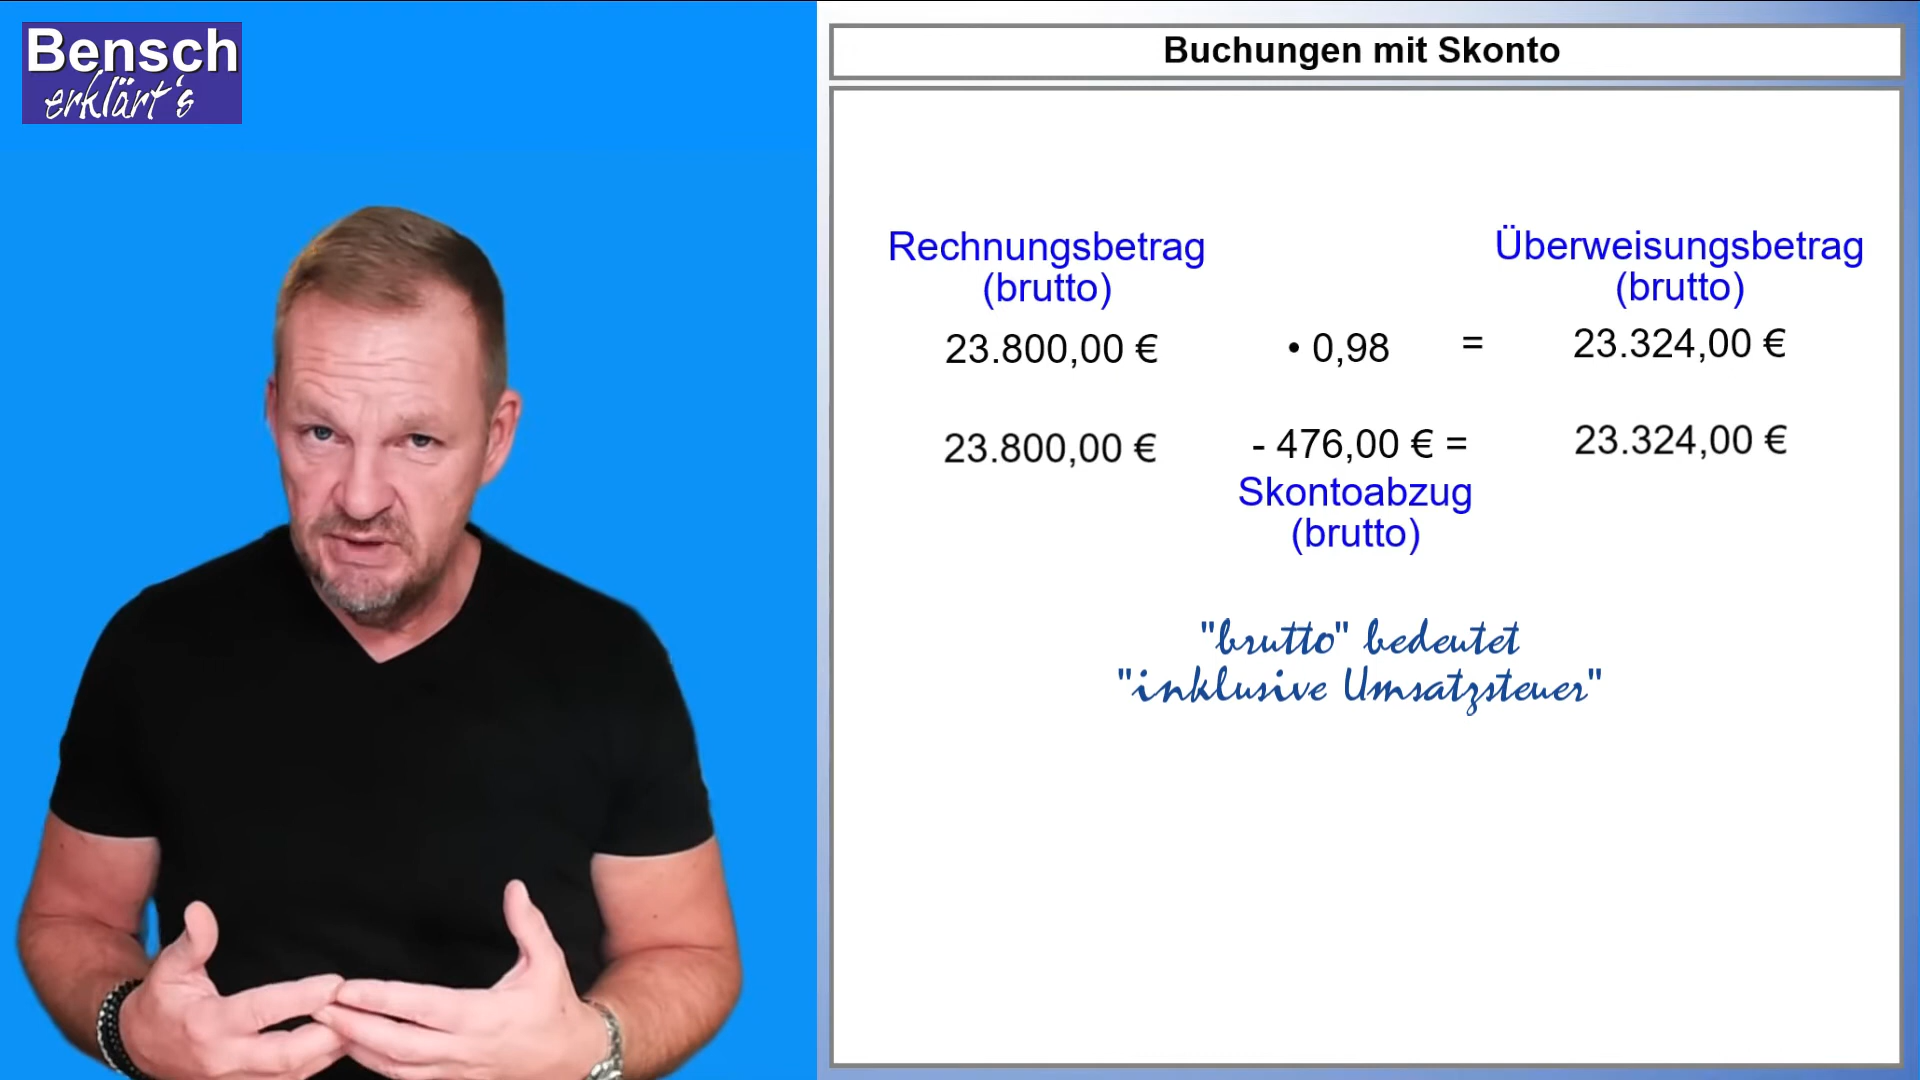 Bensch
erklärt's
Buchungen mit Skonto
Rechnungsbetrag
(brutto)
Überweisungsbetrag
(brutto)
23.800,00 € • 0,98 = 23.324,00 €
23.800,00 € - 476,00 € = 23.324,00 €
Skontoabzug
(brutto)
"brutto" bedeutet
"inklusive Umsatzsteuer"